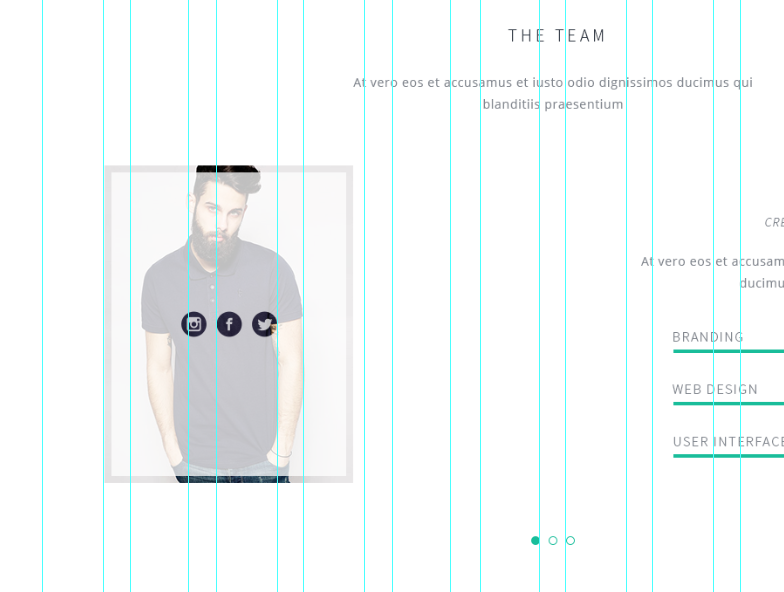 THE TEAM
At vero eos et accusamus et iusto odio dignissimos ducimus qui
blanditiis praesentium
CRE
At vero eos et accusam
ducimu
BRANDING
WEB DESIGN
USER INTERFACE